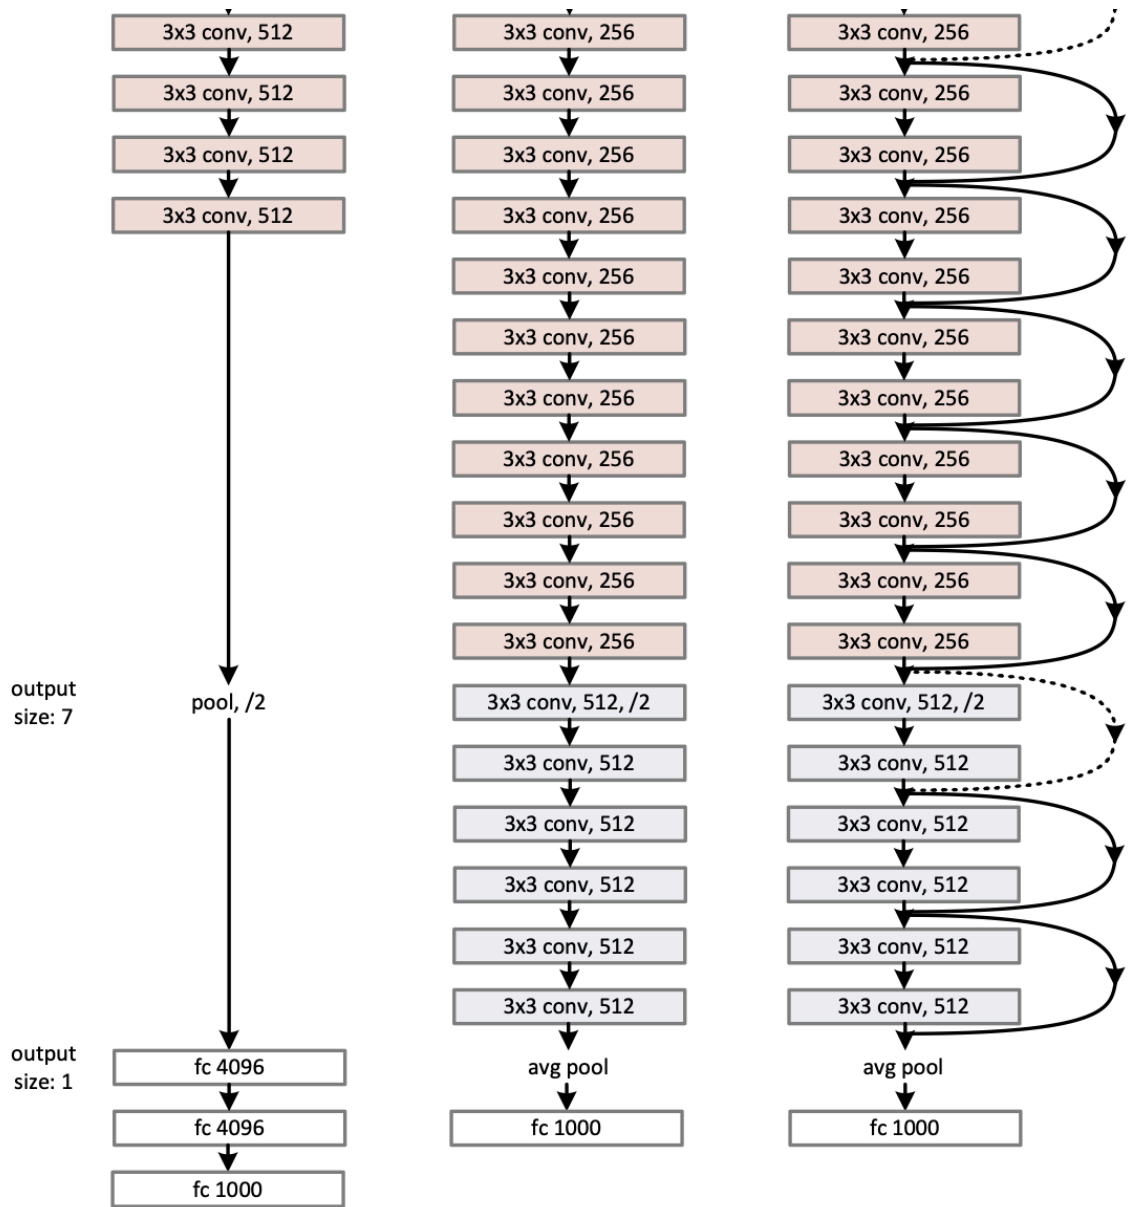 3x3 conv, 512
3x3 conv, 512
3x3 conv, 512
3x3 conv, 512
output
size: 7
pool, /2
output
size: 1
fc 4096
fc 4096
fc 1000
3x3 conv, 256
3x3 conv, 256
3x3 conv, 256
3x3 conv, 256
3x3 conv, 256
3x3 conv, 256
3x3 conv, 256
3x3 conv, 256
3x3 conv, 256
3x3 conv, 256
3x3 conv, 256
3x3 conv, 512, /2
3x3 conv, 512
3x3 conv, 512
3x3 conv, 512
3x3 conv, 512
3x3 conv, 512
avg pool
fc 1000
3x3 conv, 256
3x3 conv, 256
3x3 conv, 256
3x3 conv, 256
3x3 conv, 256
3x3 conv, 256
3x3 conv, 256
3x3 conv, 256
3x3 conv, 256
3x3 conv, 256
3x3 conv, 256
3x3 conv, 512, /2
3x3 conv, 512
3x3 conv, 512
3x3 conv, 512
3x3 conv, 512
3x3 conv, 512
avg pool
fc 1000